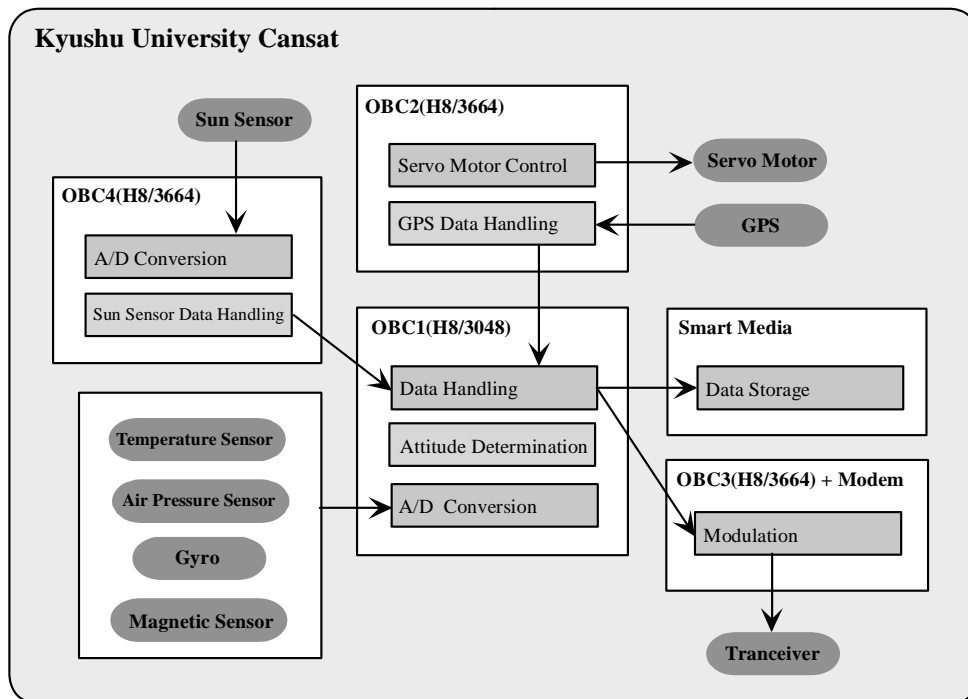 Kyushu University Cansat
Sun Sensor
OBC4(H8/3664)
A/D Conversion
Sun Sensor Data Handling
OBC2(H8/3664)
Servo Motor Control
GPS Data Handling
Servo Motor
GPS
OBC1(H8/3048)
Data Handling
Attitude Determination
A/D Conversion
Temperature Sensor
Air Pressure Sensor
Gyro
Magnetic Sensor
Smart Media
Data Storage
OBC3(H8/3664) + Modem
Modulation
Tranceiver